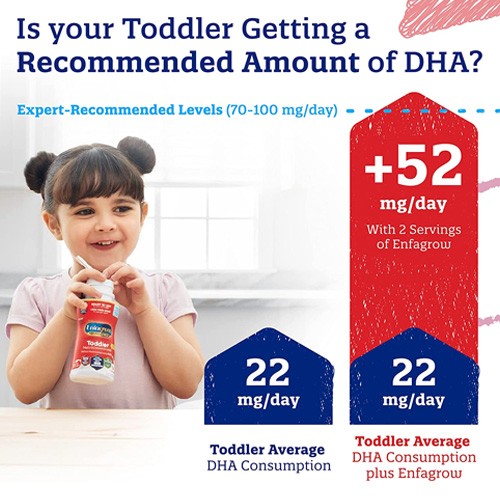 Is your Toddler Getting a
Recommended Amount of DHA?
Expert-Recommended Levels (70-100 mg/day)
+52
mg/day
With 2 Servings
of Enfagrow
Toddler
22
mg/day
22
mg/day
Toddler Average
DHA Consumption
Toddler Average
DHA Consumption
plus Enfagrow